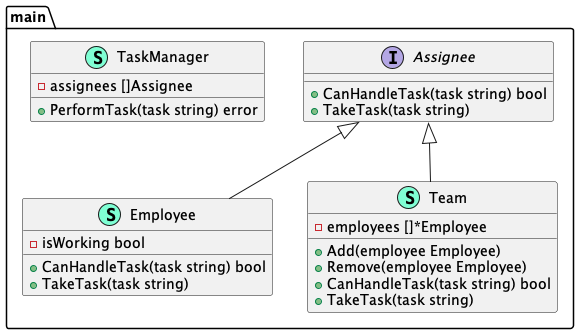 main
S TaskManager
assignees []Assignee
PerformTask(task string) error
I Assignee
CanHandleTask(task string) bool
TakeTask(task string)
S Employee
isWorking bool
CanHandleTask(task string) bool
TakeTask(task string)
S Team
employees []*Employee
Add(employee Employee)
Remove(employee Employee)
CanHandleTask(task string) bool
TakeTask(task string)